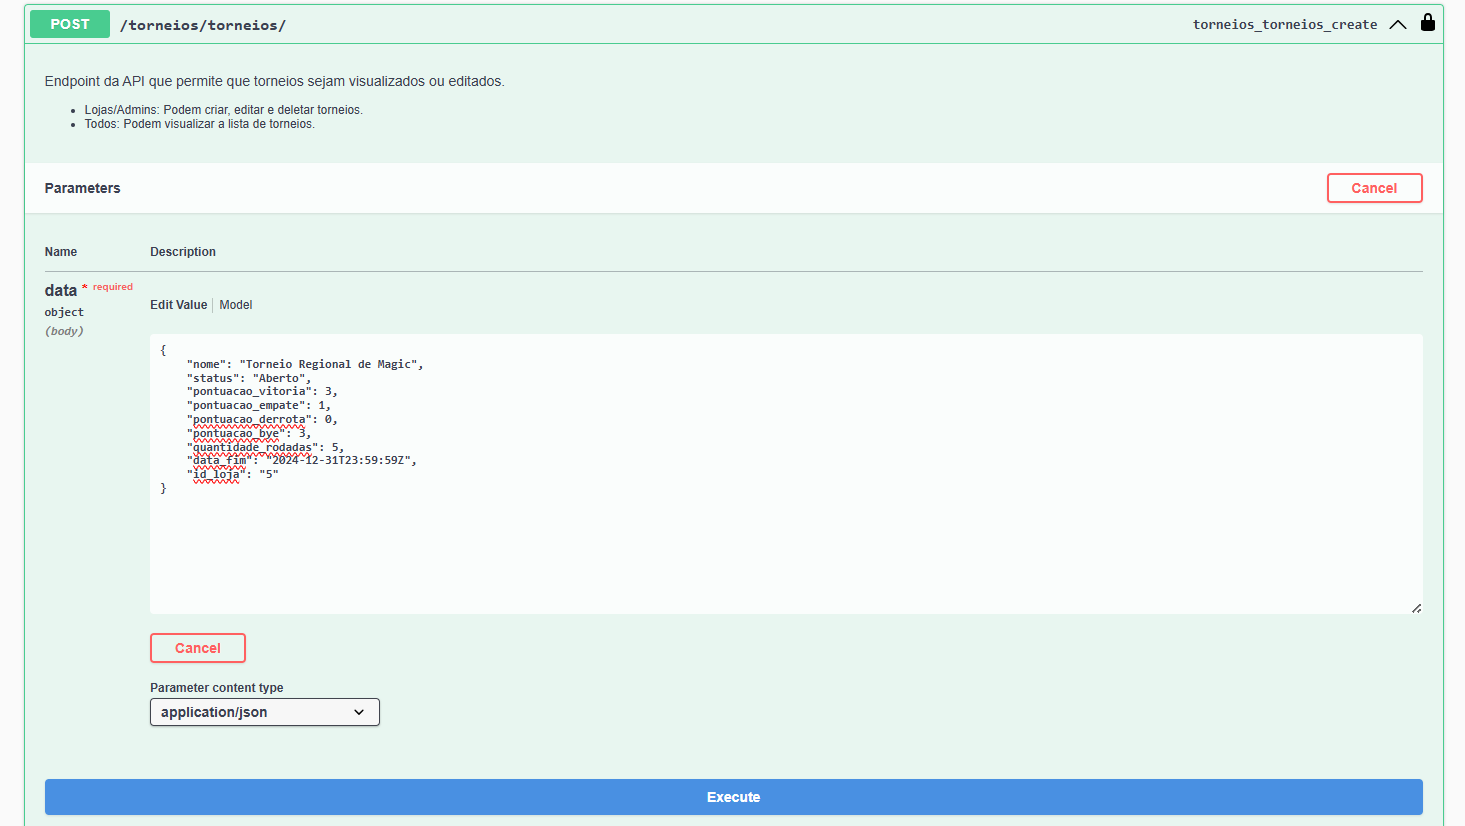 POST /torneios/torneios/ torneios_torneios_create
Endpoint da API que permite que torneios sejam visualizados ou editados.
• Lojas/Admins: Podem criar, editar e deletar torneios.
• Todos: Podem visualizar a lista de torneios.
Parameters Cancel
Name Description
data * required
object
(body)
Edit Value | Model
{
    "nome": "Torneio Regional de Magic",
    "status": "Aberto",
    "pontuacao_vitoria": 3,
    "pontuacao_empate": 1,
    "pontuacao_derrota": 0,
    "pontuacao_bye": 3,
    "quantidade_rodadas": 5,
    "data_fim": "2024-12-31T23:59:59Z",
    "id_loja": "5"
}
Cancel
Parameter content type
application/json
Execute